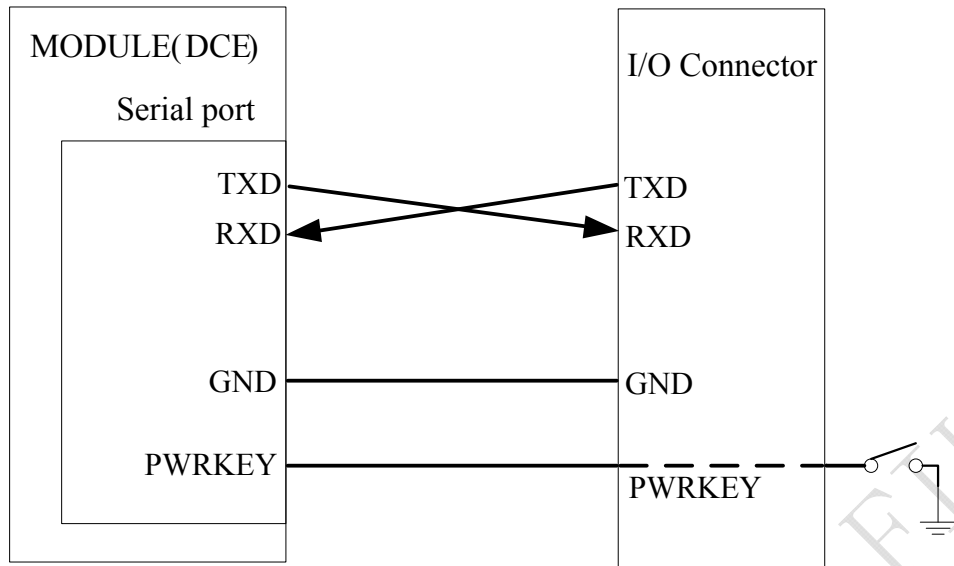 MODULE(DCE)
Serial port
TXD
RXD
GND
PWRKEY
I/O Connector
TXD
RXD
GND
PWRKEY